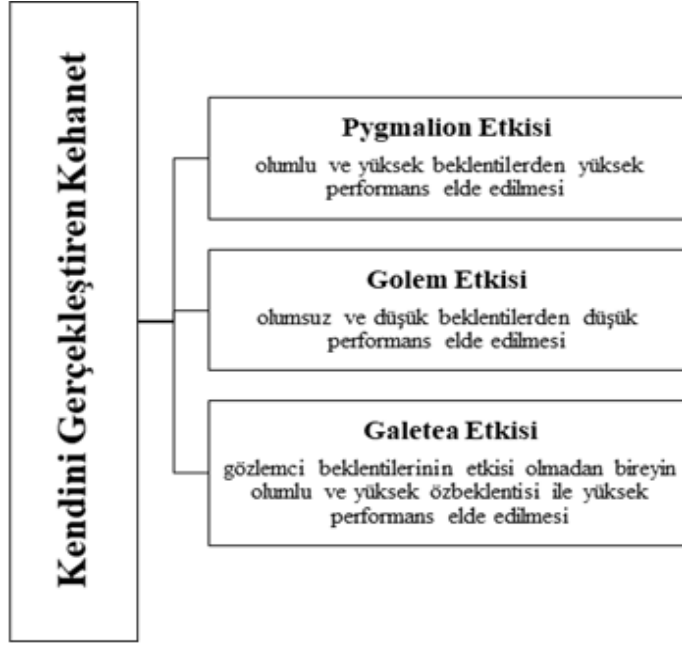 Kendini Gerçekleştiren Kehanet
Pygmalion Etkisi
olumlu ve yüksek beklentilerden yüksek
performans elde edilmesi
Golem Etkisi
olumsuz ve düşük beklentilerden düşük
performans elde edilmesi
Galetea Etkisi
gözlemci beklentilerinin etkisi olmadan bireyin
olumlu ve yüksek özbeklentisi ile yüksek
performans elde edilmesi